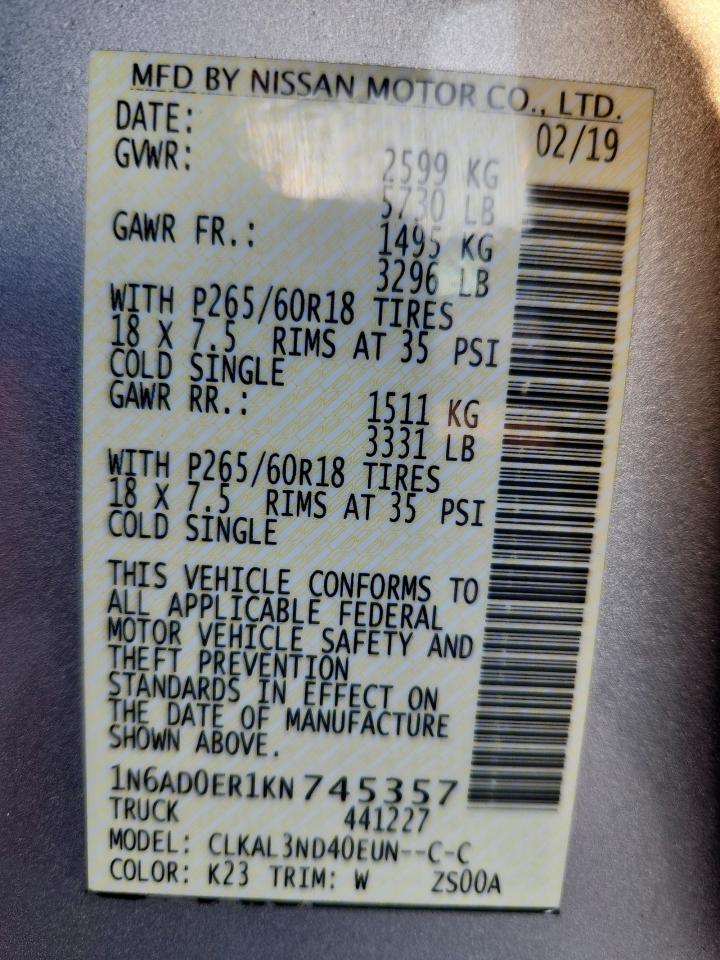 MFD BY NISSAN MOTOR CO., LTD.
DATE: 02/19
GVWR: 2599 KG
5730 LB
GAWR FR.: 1495 KG
3296 LB
WITH P265/60R18 TIRES
18 X 7.5 RIMS AT 35 PSI
COLD SINGLE
GAWR RR.: 1511 KG
3331 LB
WITH P265/60R18 TIRES
18 X 7.5 RIMS AT 35 PSI
COLD SINGLE
THIS VEHICLE CONFORMS TO
ALL APPLICABLE FEDERAL
MOTOR VEHICLE SAFETY AND
THEFT PREVENTION
STANDARDS IN EFFECT ON
THE DATE OF MANUFACTURE
SHOWN ABOVE.
1N6AD0ER1KN745357
TRUCK 441227
MODEL: CLKAL3ND40EUN--C-C
COLOR: K23 TRIM: W ZS00A